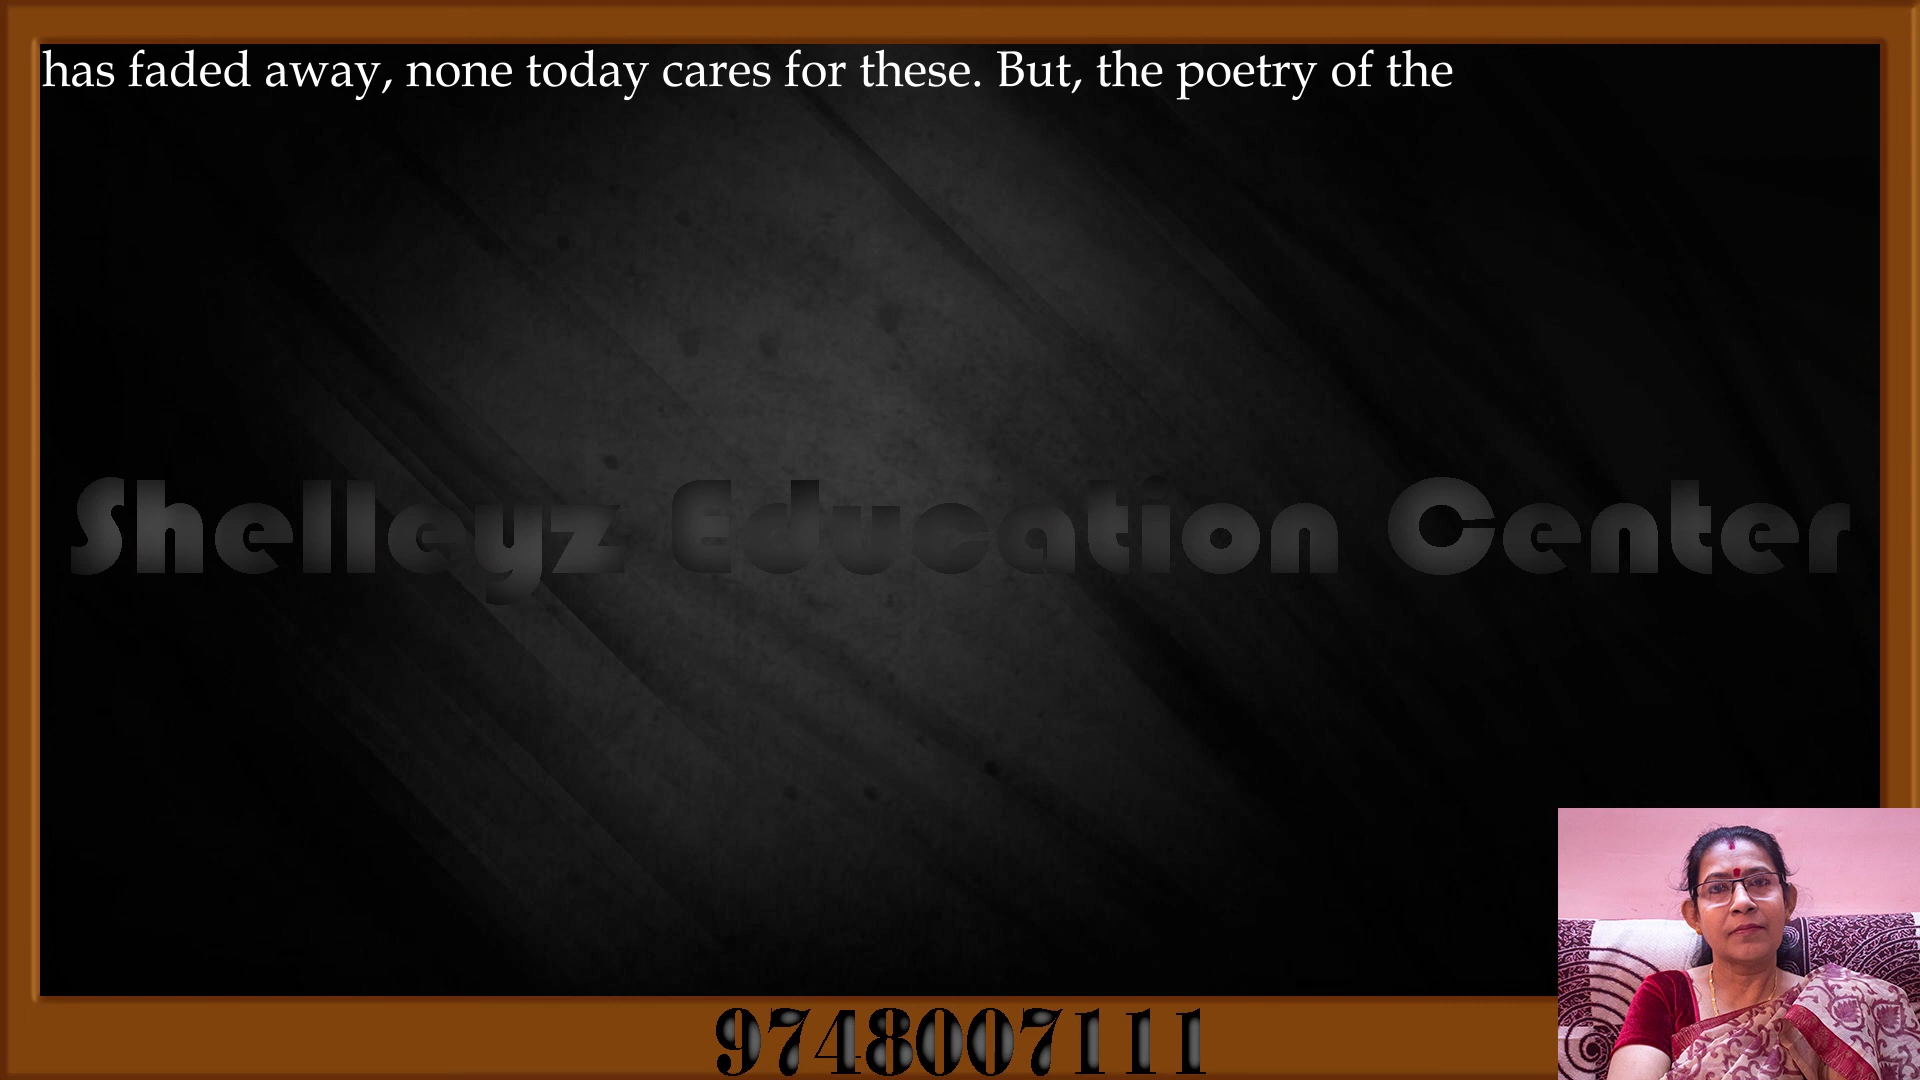 has faded away, none today cares for these. But, the poetry of the
Shelleyz Education Center
9748007111